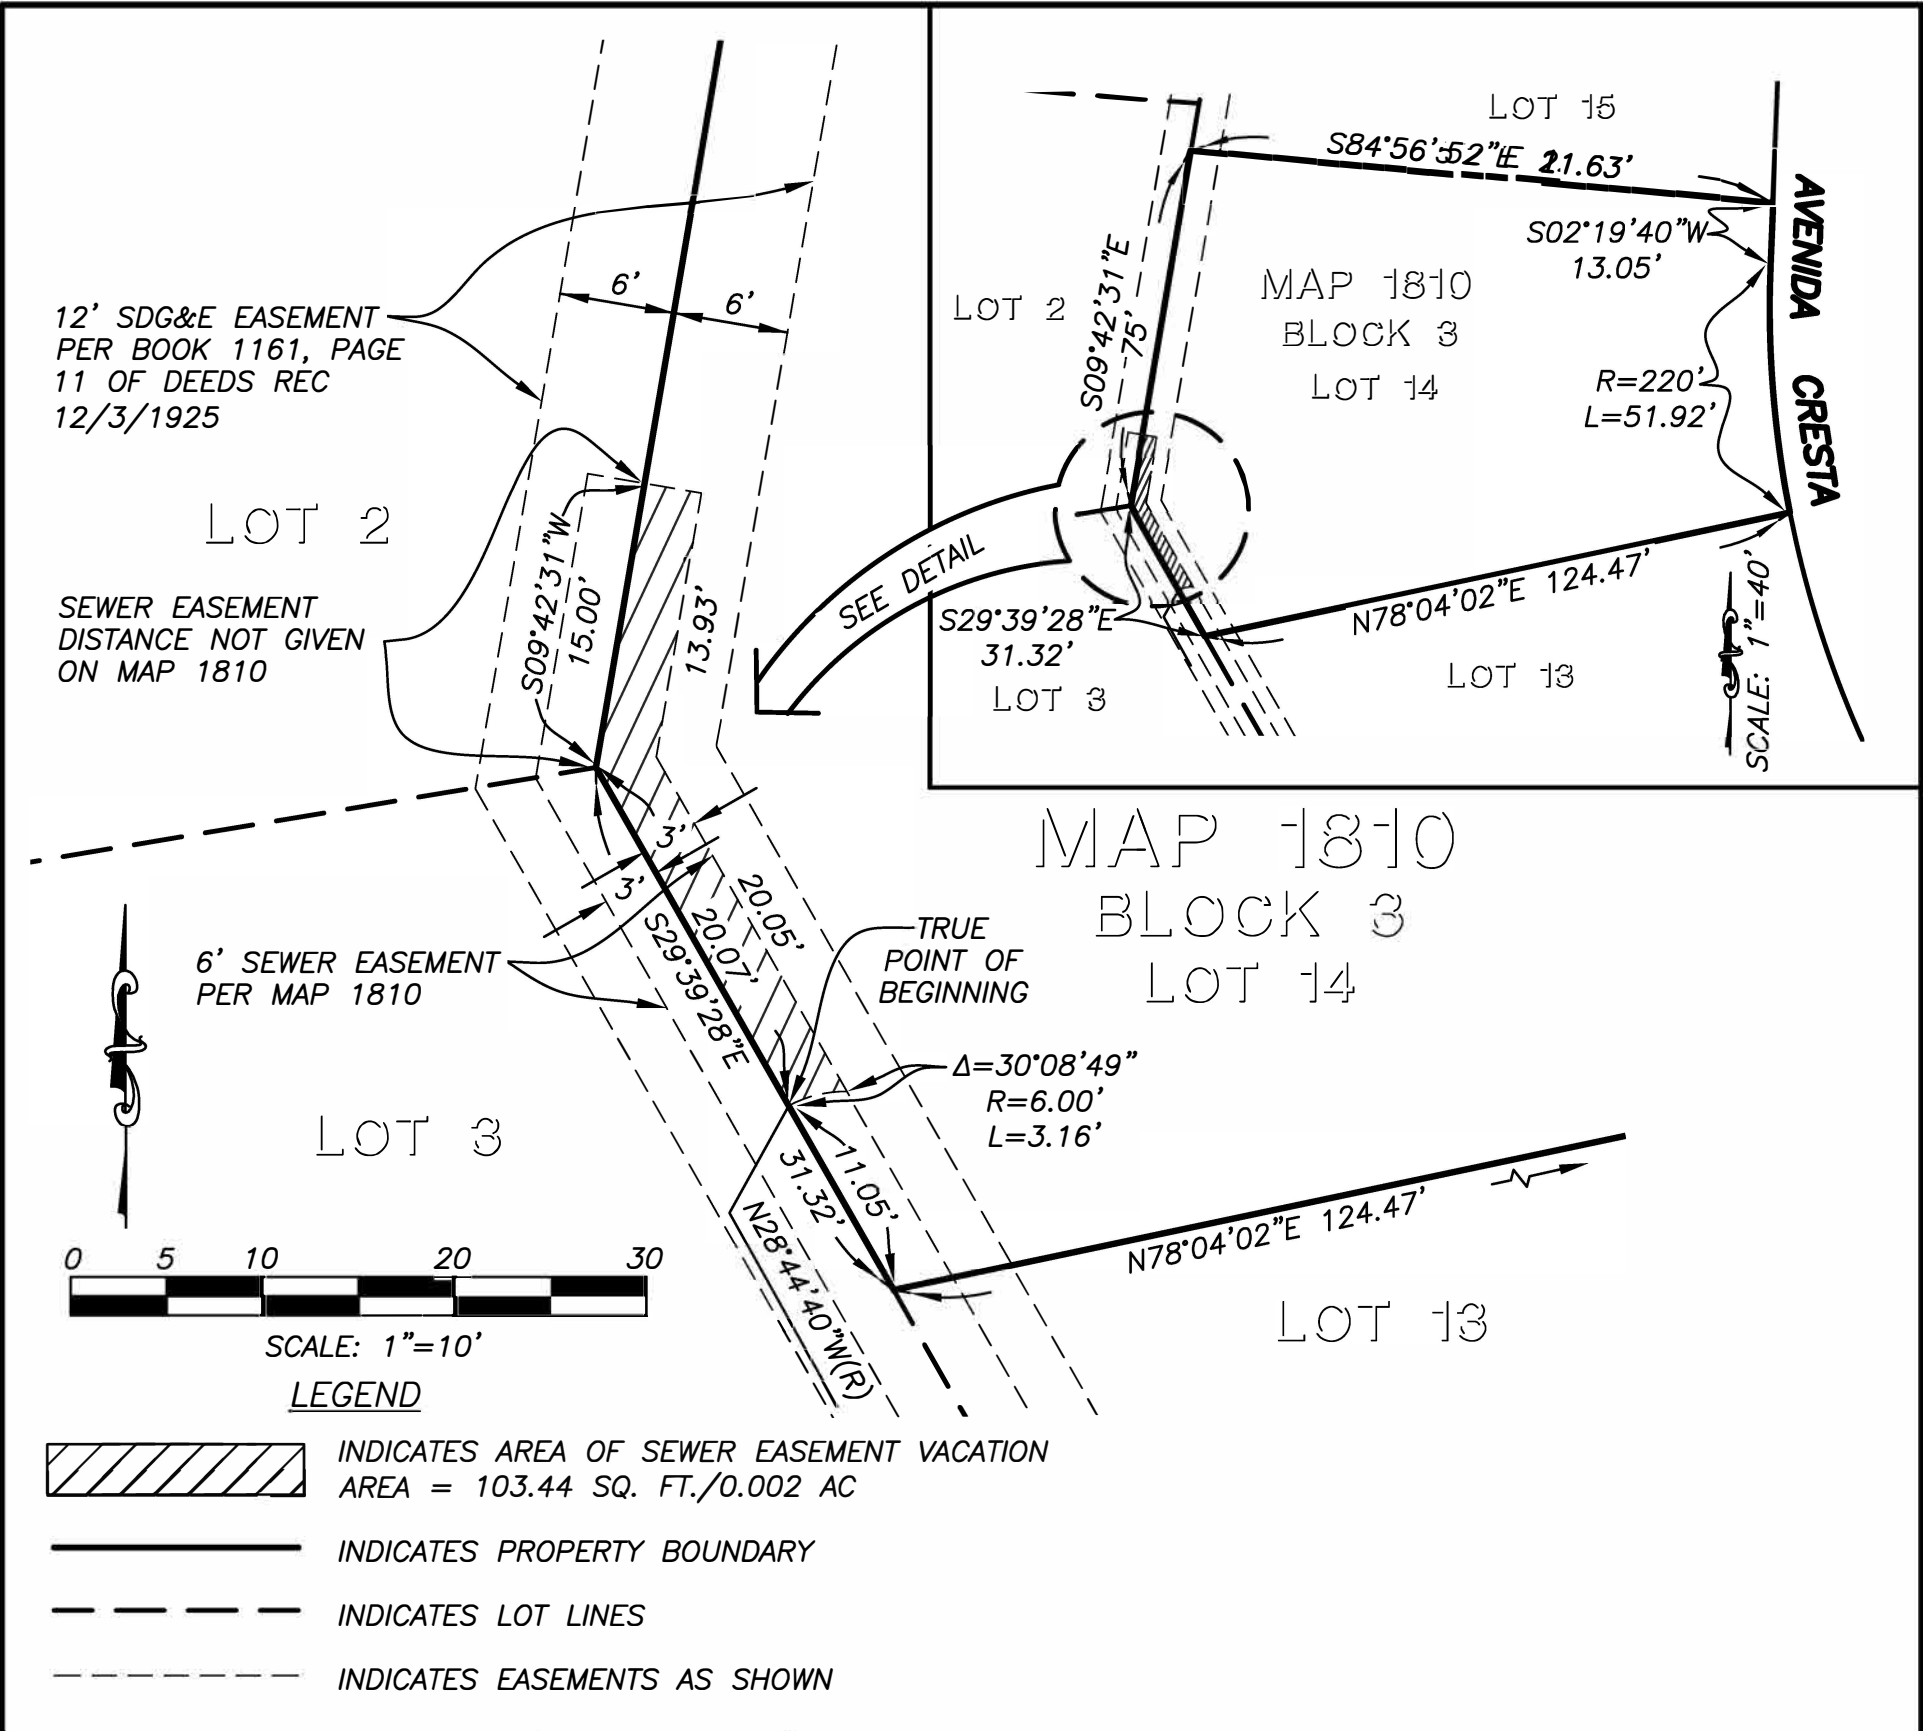 12' SDG&E EASEMENT
PER BOOK 1161, PAGE
11 OF DEEDS REC
12/3/1925
6'
6'
LOT 2
SEWER EASEMENT
DISTANCE NOT GIVEN
ON MAP 1810
S09°42'31"W
15.00'
13.93'
SEE DETAIL
LOT 15
S84°56'52"E
AVENIDA CRESTA
S02°19'40"W
13.05'
LOT 2
S09°42'31"E
75'
MAP 1810
BLOCK 3
LOT 14
R=220'
L=51.92'
S29°39'28"E
31.32'
LOT 3
N78°04'02"E 124.47'
LOT 13
SCALE: 1"=40'
3'
3'
20.05'
20.07'
S29°39'28"E
6' SEWER EASEMENT
PER MAP 1810
TRUE
POINT OF
BEGINNING
MAP 1810
BLOCK 3
LOT 14
Δ=30°08'49"
R=6.00'
L=3.16'
LOT 3
11.05'
31.32'
N28°44'40"W(R)
N78°04'02"E 124.47'
LOT 13
0 5 10 20 30
SCALE: 1"=10'
LEGEND
INDICATES AREA OF SEWER EASEMENT VACATION
AREA = 103.44 SQ. FT./0.002 AC
INDICATES PROPERTY BOUNDARY
INDICATES LOT LINES
INDICATES EASEMENTS AS SHOWN